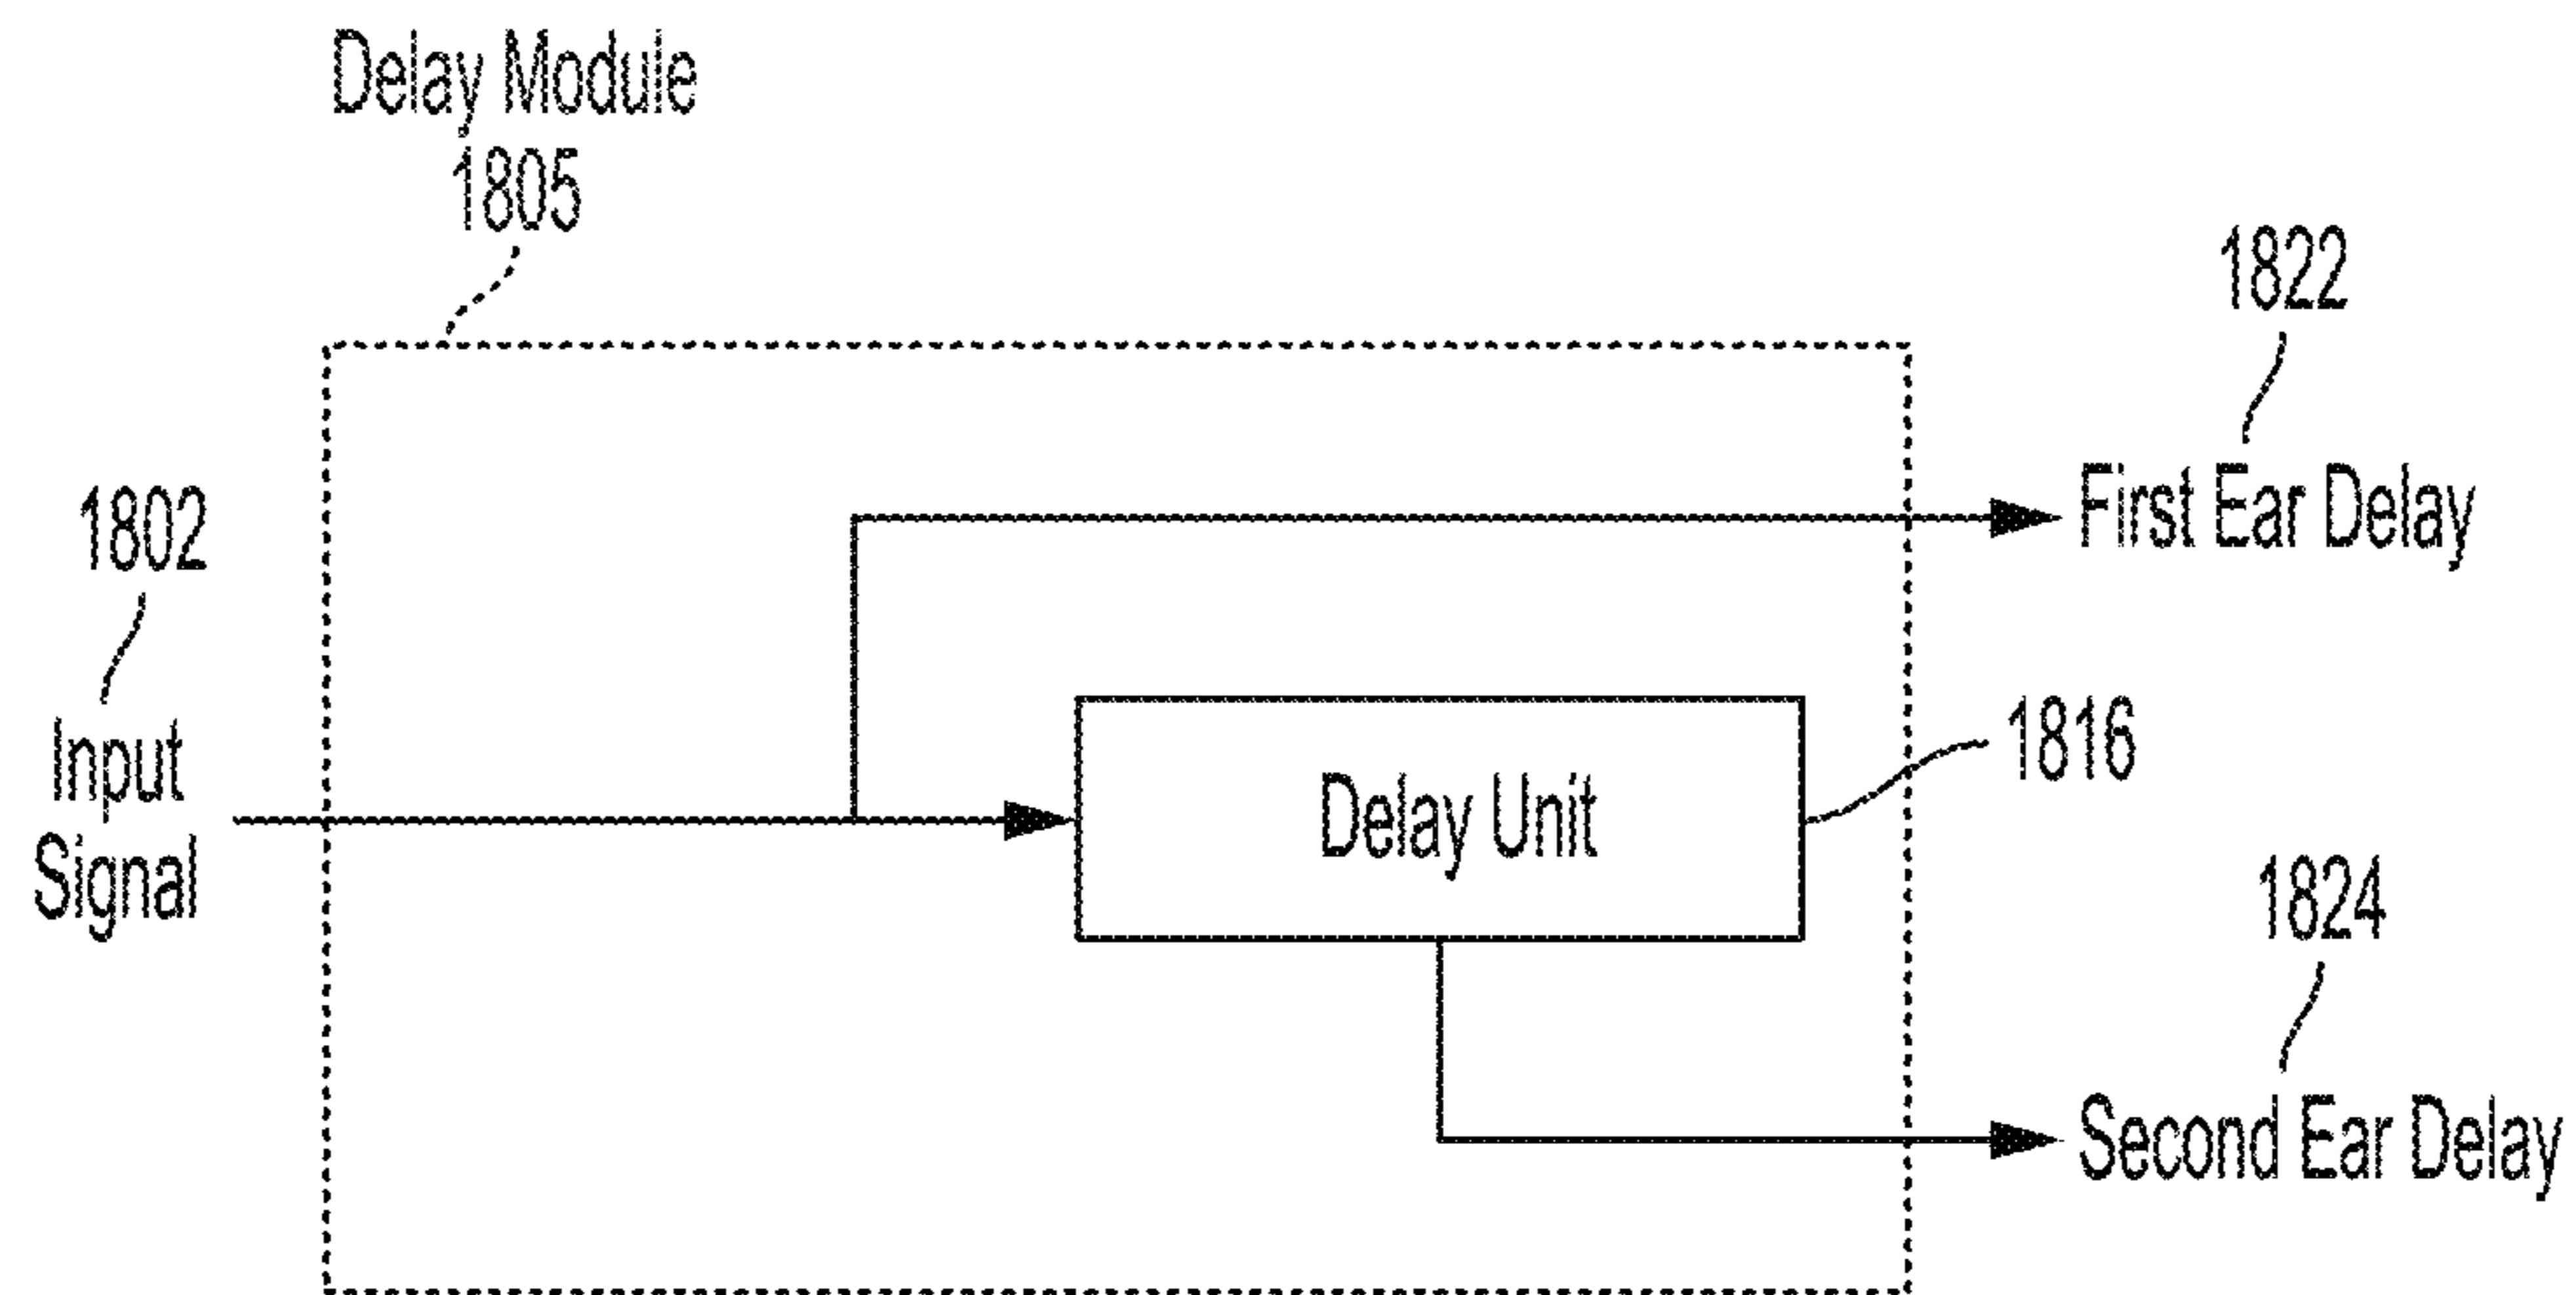 Delay Module
1805
1822
First Ear Delay
1802
Input
Signal
Delay Unit
1816
1824
Second Ear Delay